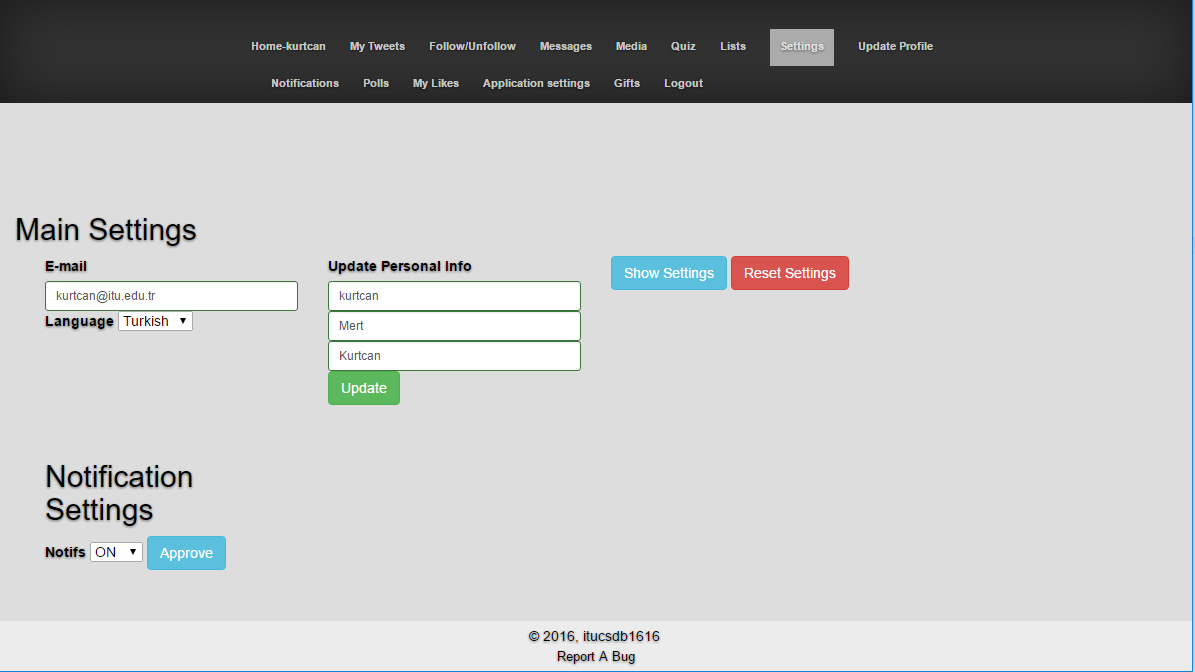 Home-kurtcan My Tweets Follow/Unfollow Messages Media Quiz Lists Settings Update Profile
Notifications Polls My Likes Application settings Gifts Logout
Main Settings
E-mail
kurtcan@itu.edu.tr
Language Turkish
Update Personal Info
kurtcan
Mert
Kurtcan
Update
Show Settings Reset Settings
Notification
Settings
Notifs ON Approve
© 2016, itucsdb1616
Report A Bug